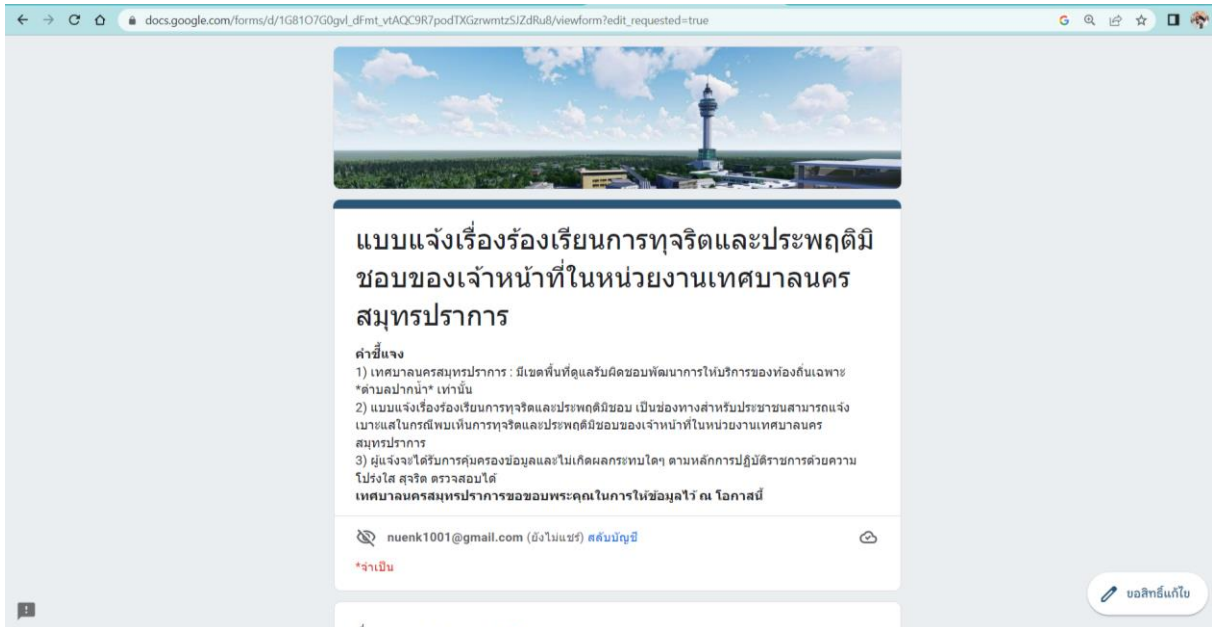 docs.google.com/forms/d/1G81O7G0gvl_dFmt_vtAQC9R7podTXGzrwmtzSJZdRu8/viewform?edit_requested=true
แบบแจ้งเรื่องร้องเรียนการทุจริตและประพฤติมิ
ชอบของเจ้าหน้าที่ในหน่วยงานเทศบาลนคร
สมุทรปราการ
คำชี้แจง
1) เทศบาลนครสมุทรปราการ : มีเขตพื้นที่ดูแลรับผิดชอบพัฒนาการให้บริการของท้องถิ่นเฉพาะ
*ตำบลปากน้ำ* เท่านั้น
2) แบบแจ้งเรื่องร้องเรียนการทุจริตและประพฤติมิชอบ เป็นช่องทางสำหรับประชาชนสามารถแจ้ง
เบาะแสในกรณีพบเห็นการทุจริตและประพฤติมิชอบของเจ้าหน้าที่ในหน่วยงานเทศบาลนคร
สมุทรปราการ
3) ผู้แจ้งจะได้รับการคุ้มครองข้อมูลและไม่เกิดผลกระทบใดๆ ตามหลักการปฏิบัติราชการด้วยความ
โปร่งใส สุจริต ตรวจสอบได้
เทศบาลนครสมุทรปราการขอขอบพระคุณในการให้ข้อมูลไว้ ณ โอกาสนี้
nuenk1001@gmail.com (ยังไม่แชร์) สลับบัญชี
*จำเป็น
ขอสิทธิ์แก้ไข